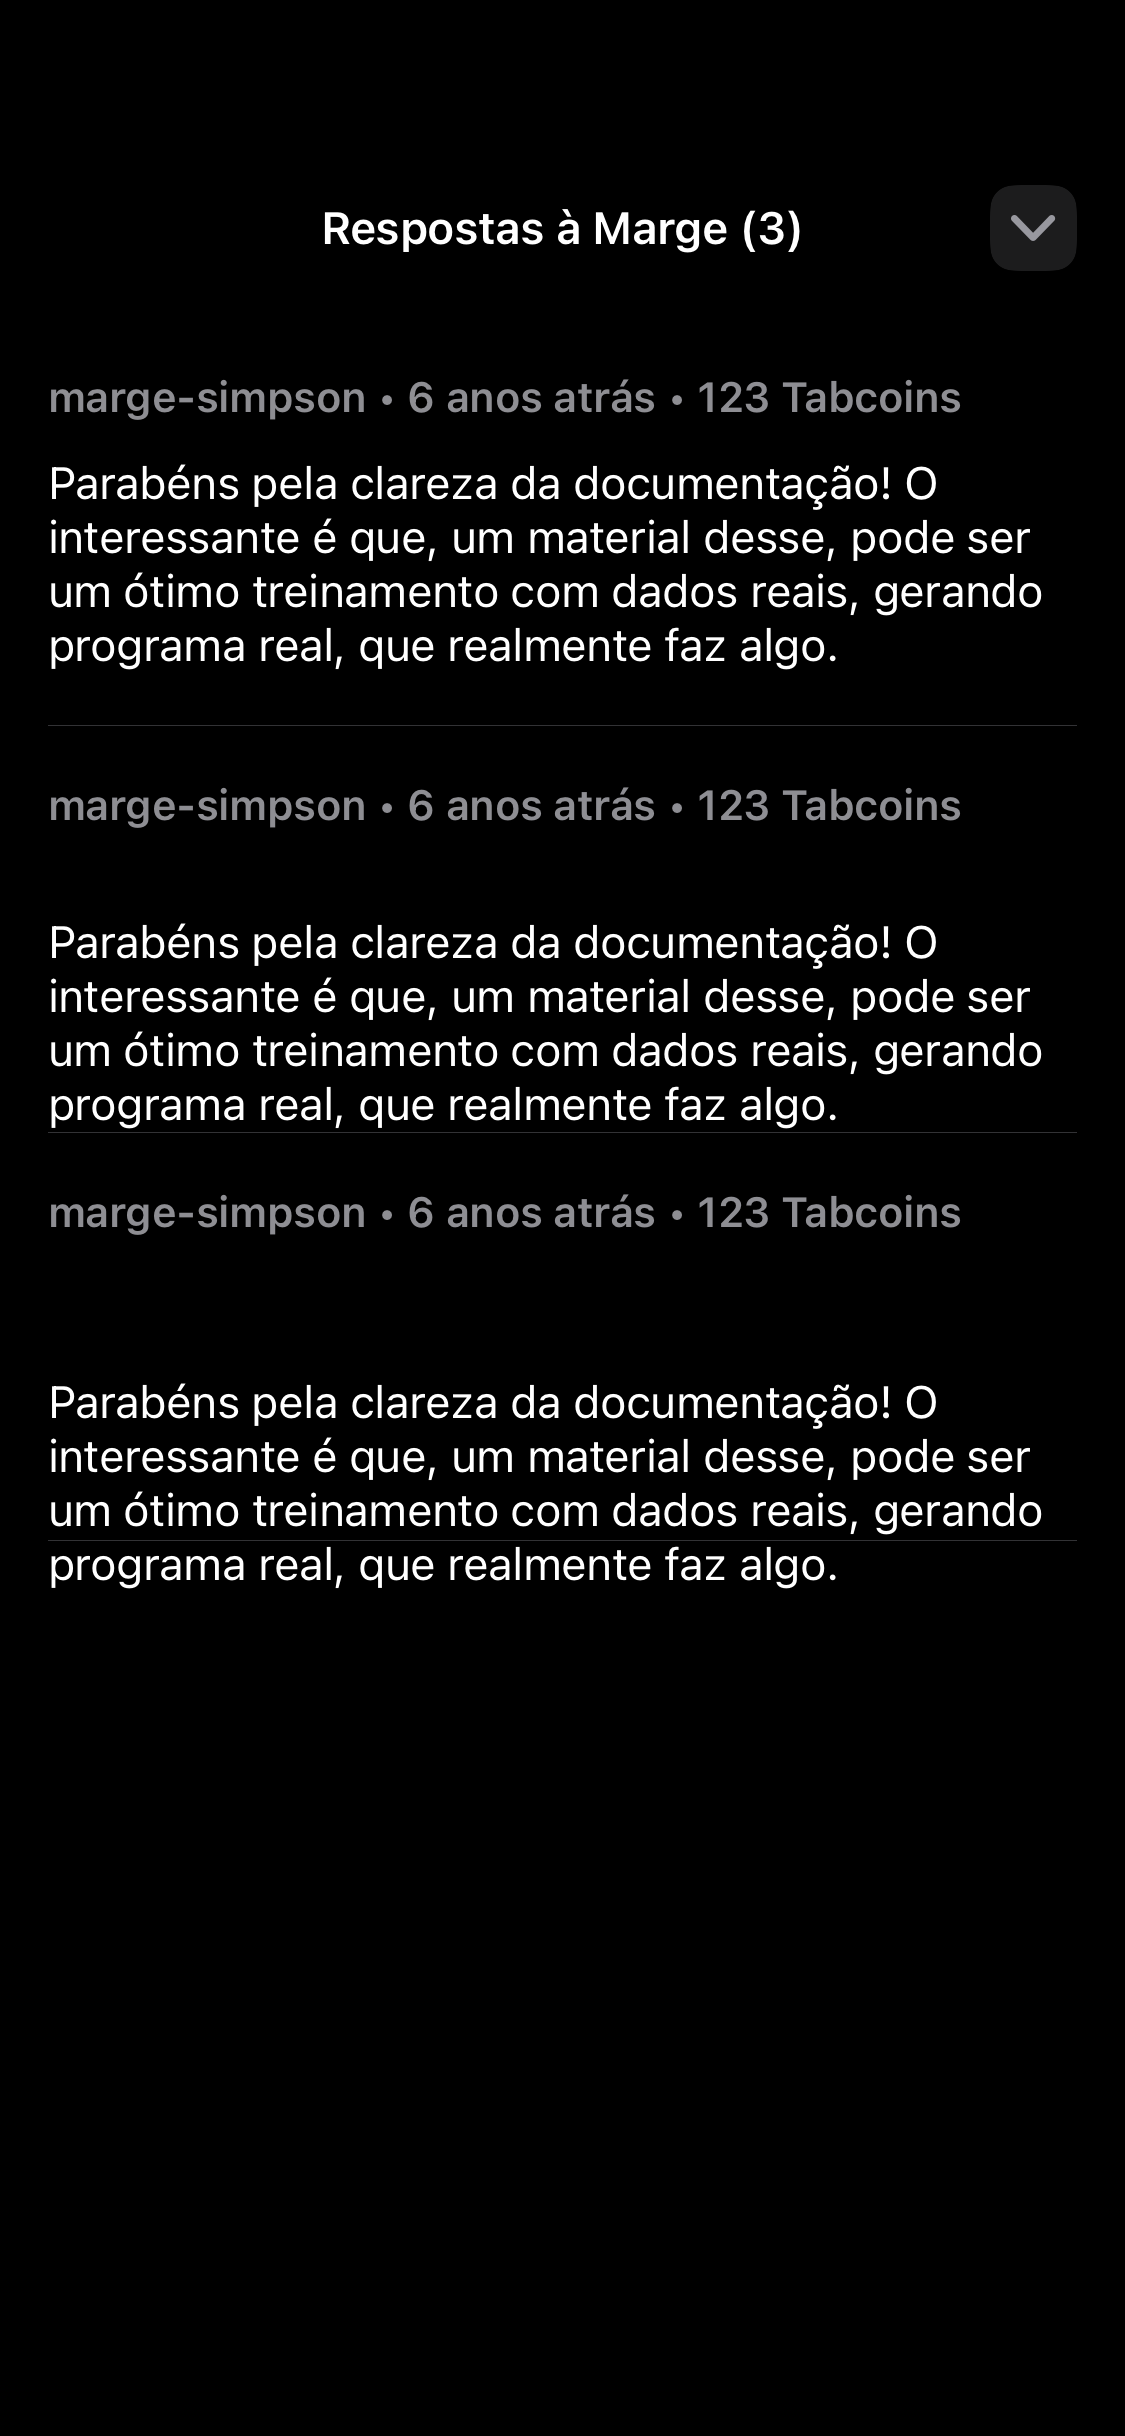 Respostas à Marge (3)
marge-simpson • 6 anos atrás • 123 Tabcoins
Parabéns pela clareza da documentação! O
interessante é que, um material desse, pode ser
um ótimo treinamento com dados reais, gerando
programa real, que realmente faz algo.
marge-simpson • 6 anos atrás • 123 Tabcoins
Parabéns pela clareza da documentação! O
interessante é que, um material desse, pode ser
um ótimo treinamento com dados reais, gerando
programa real, que realmente faz algo.
marge-simpson • 6 anos atrás • 123 Tabcoins
Parabéns pela clareza da documentação! O
interessante é que, um material desse, pode ser
um ótimo treinamento com dados reais, gerando
programa real, que realmente faz algo.